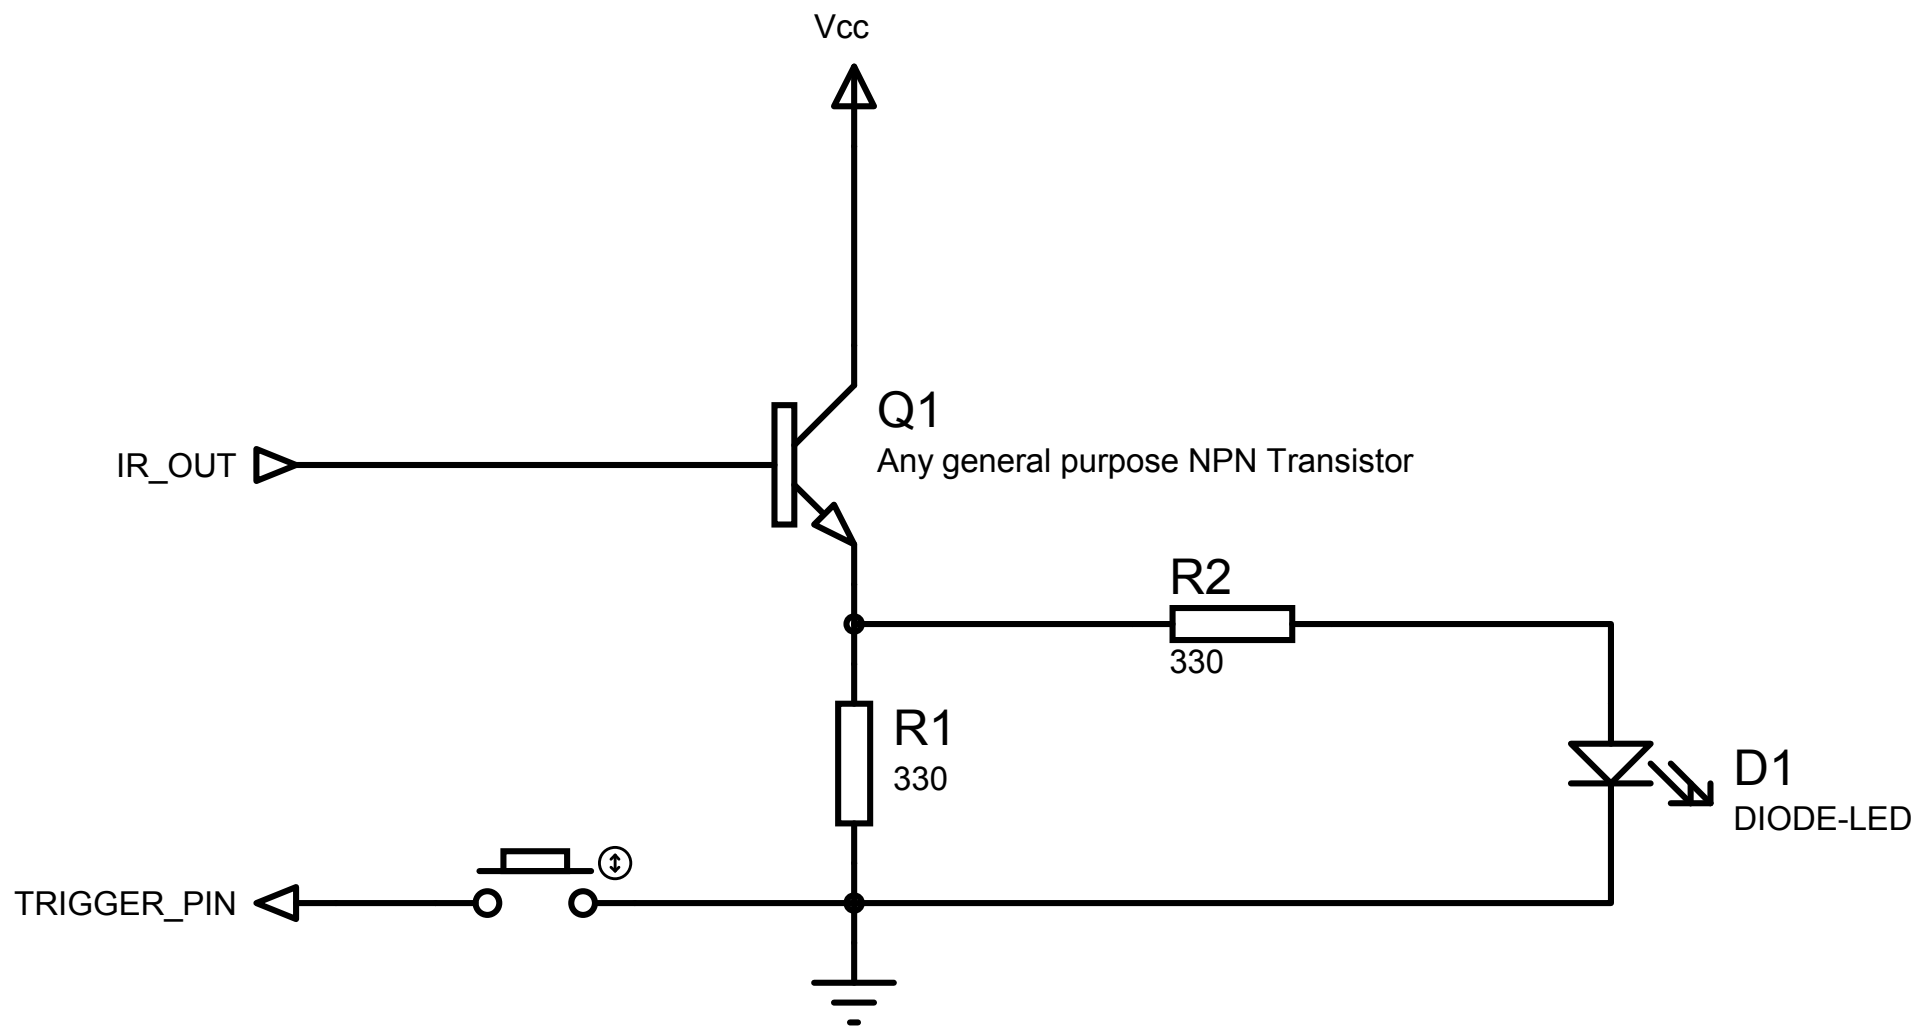 Vcc
Q1
Any general purpose NPN Transistor
IR_OUT
R2
330
R1
330
D1
DIODE-LED
TRIGGER_PIN